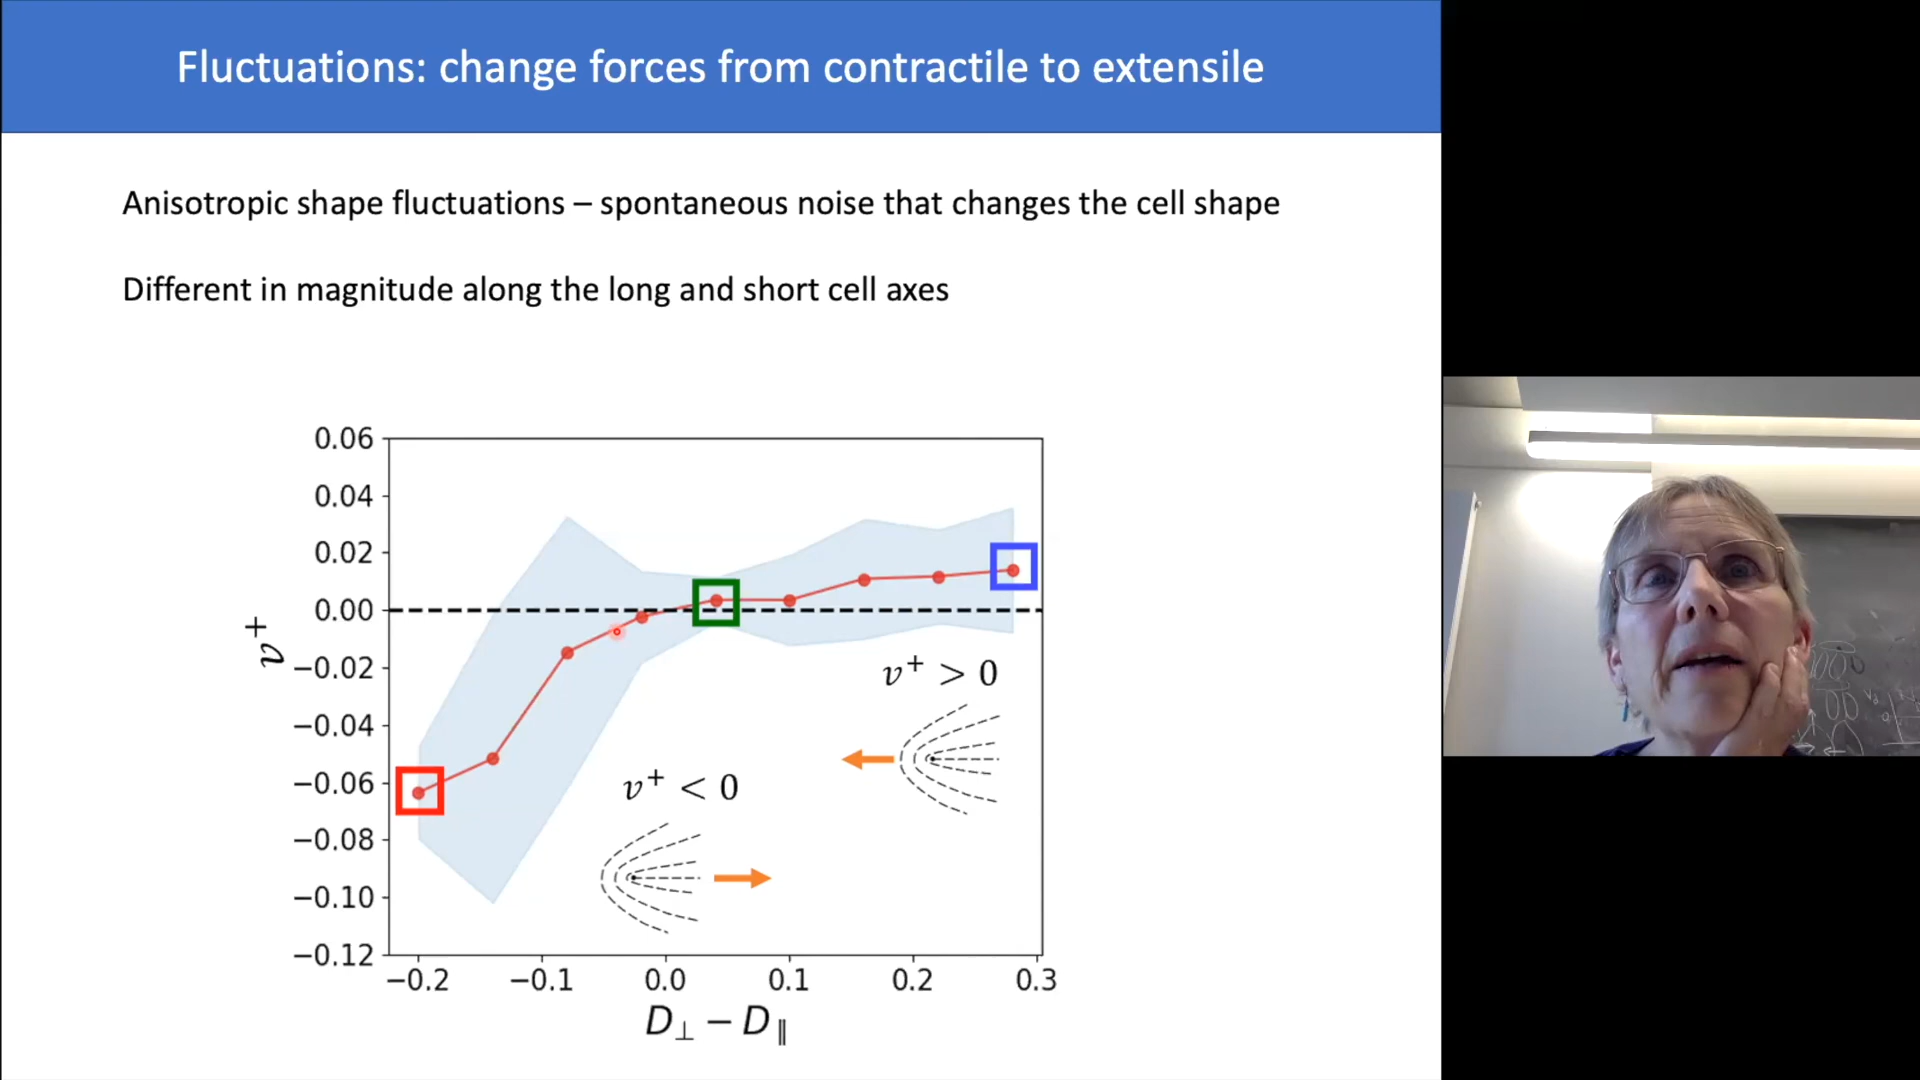 Fluctuations: change forces from contractile to extensile
Anisotropic shape fluctuations – spontaneous noise that changes the cell shape
Different in magnitude along the long and short cell axes
0.06
0.04
0.02
0.00
−0.02
−0.04
−0.06
−0.08
−0.10
−0.12
v⁺
v⁺ > 0
v⁺ < 0
−0.2 −0.1 0.0 0.1 0.2 0.3
D⊥ − D∥